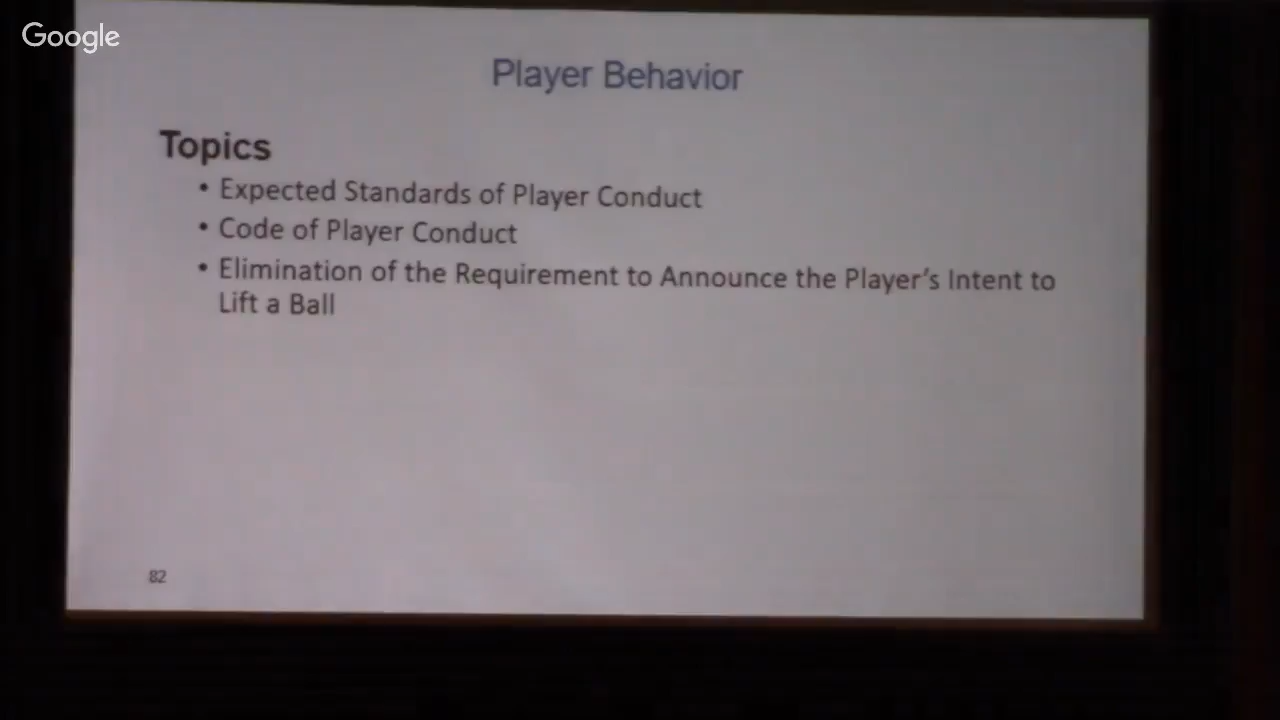 Google
Player Behavior
Topics
• Expected Standards of Player Conduct
• Code of Player Conduct
• Elimination of the Requirement to Announce the Player's Intent to
Lift a Ball
82